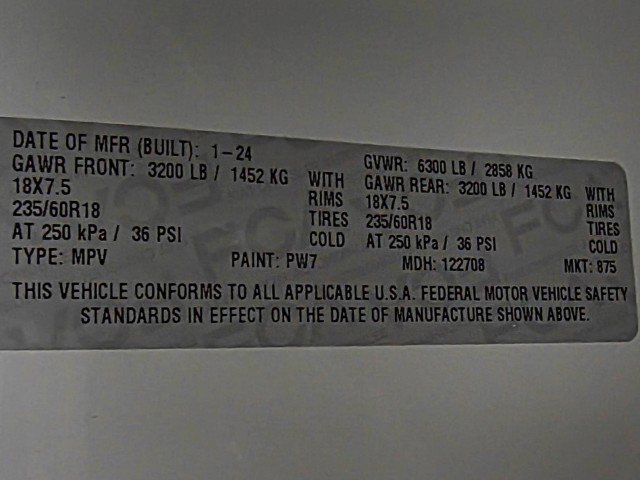 DATE OF MFR (BUILT): 1-24
GVWR: 6300 LB / 2858 KG
GAWR FRONT: 3200 LB / 1452 KG WITH
18X7.5 RIMS
235/60R18 TIRES
AT 250 kPa / 36 PSI COLD
GAWR REAR: 3200 LB / 1452 KG WITH
18X7.5 RIMS
235/60R18 TIRES
AT 250 kPa / 36 PSI COLD
TYPE: MPV PAINT: PW7 MDH: 122708 MKT: 875
THIS VEHICLE CONFORMS TO ALL APPLICABLE U.S.A. FEDERAL MOTOR VEHICLE SAFETY
STANDARDS IN EFFECT ON THE DATE OF MANUFACTURE SHOWN ABOVE.